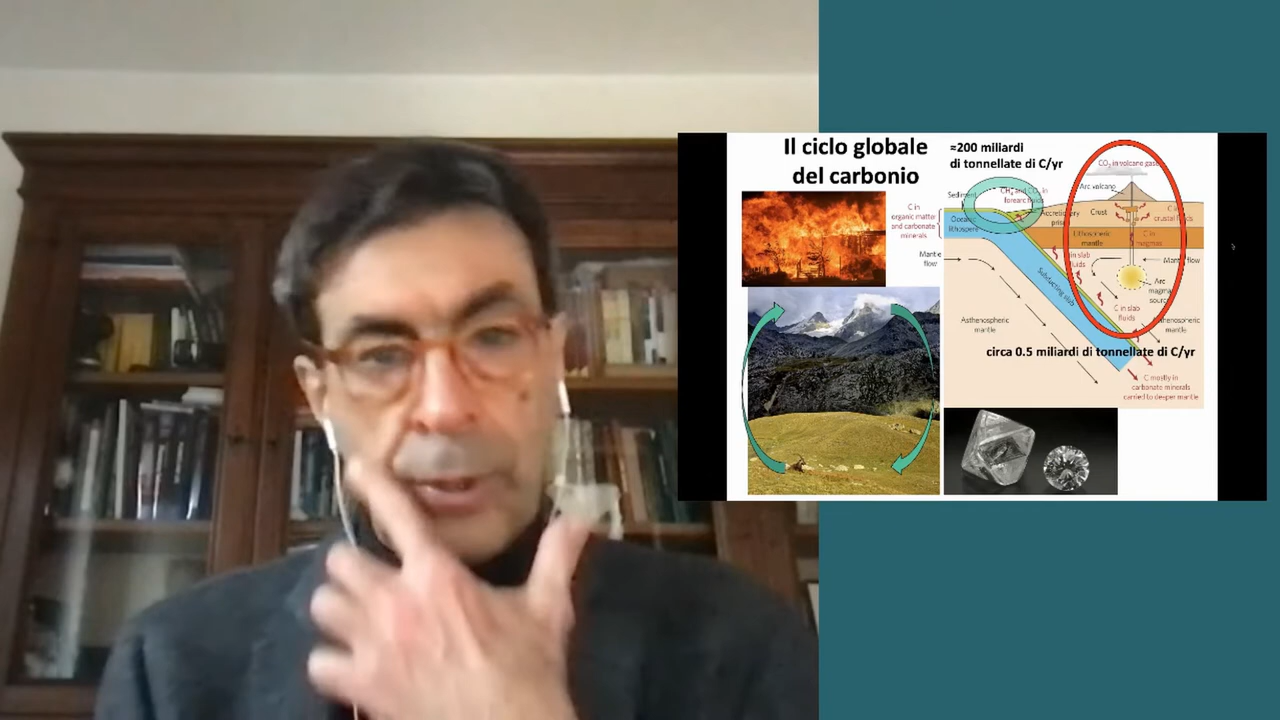 Il ciclo globale
del carbonio
≈200 miliardi
di tonnellate di C/yr
CO₂ in volcanic gases
Arc volcano
Sediment
CH₄ and CO₂ in
forearc fluids
C in
organic matter
and carbonate
minerals
Oceanic
lithosphere
Accretionary
prism
Crust
C in
crustal fluids
Lithospheric
mantle
C in
magmas
Mantle
flow
C in slab
fluids
Mantle flow
Subducting slab
Arc
magma
source
C in slab
fluids
Asthenospheric
mantle
Asthenospheric
mantle
circa 0.5 miliardi di tonnellate di C/yr
C mostly in
carbonate minerals
carried to deeper mantle